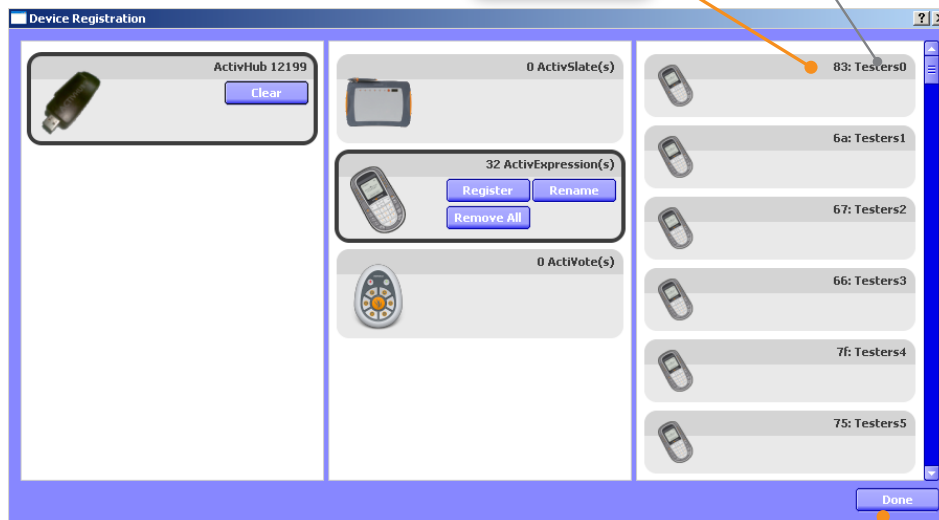 Device Registration
ActivHub 12199
Clear
0 ActivSlate(s)
32 ActivExpression(s)
Register
Rename
Remove All
0 ActiVote(s)
83: Testers0
6a: Testers1
67: Testers2
66: Testers3
7f: Testers4
75: Testers5
Done